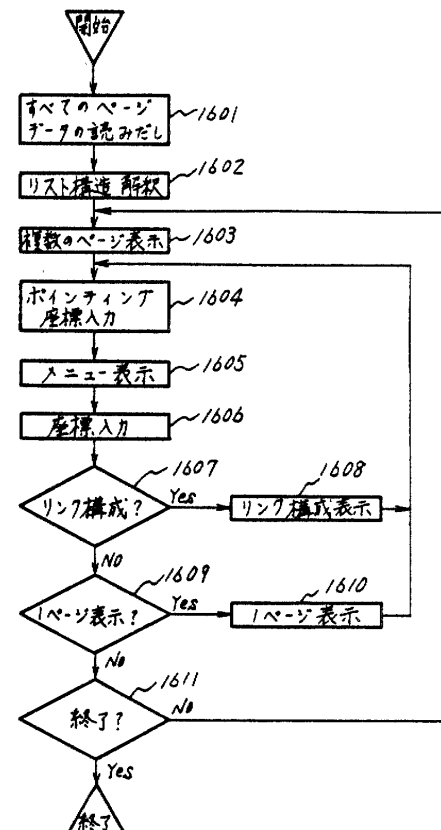 開始
すべての ページ
データの読みだし
1601
リスト構造 解釈
1602
複数のページ表示
1603
ポインティング
座標入力
1604
メニュー表示
1605
座標入力
1606
リンク構成?
1607
Yes
リンク構成表示
1608
NO
1ページ表示?
1609
Yes
1ページ表示
1610
No
終了?
1611
No
Yes
終了